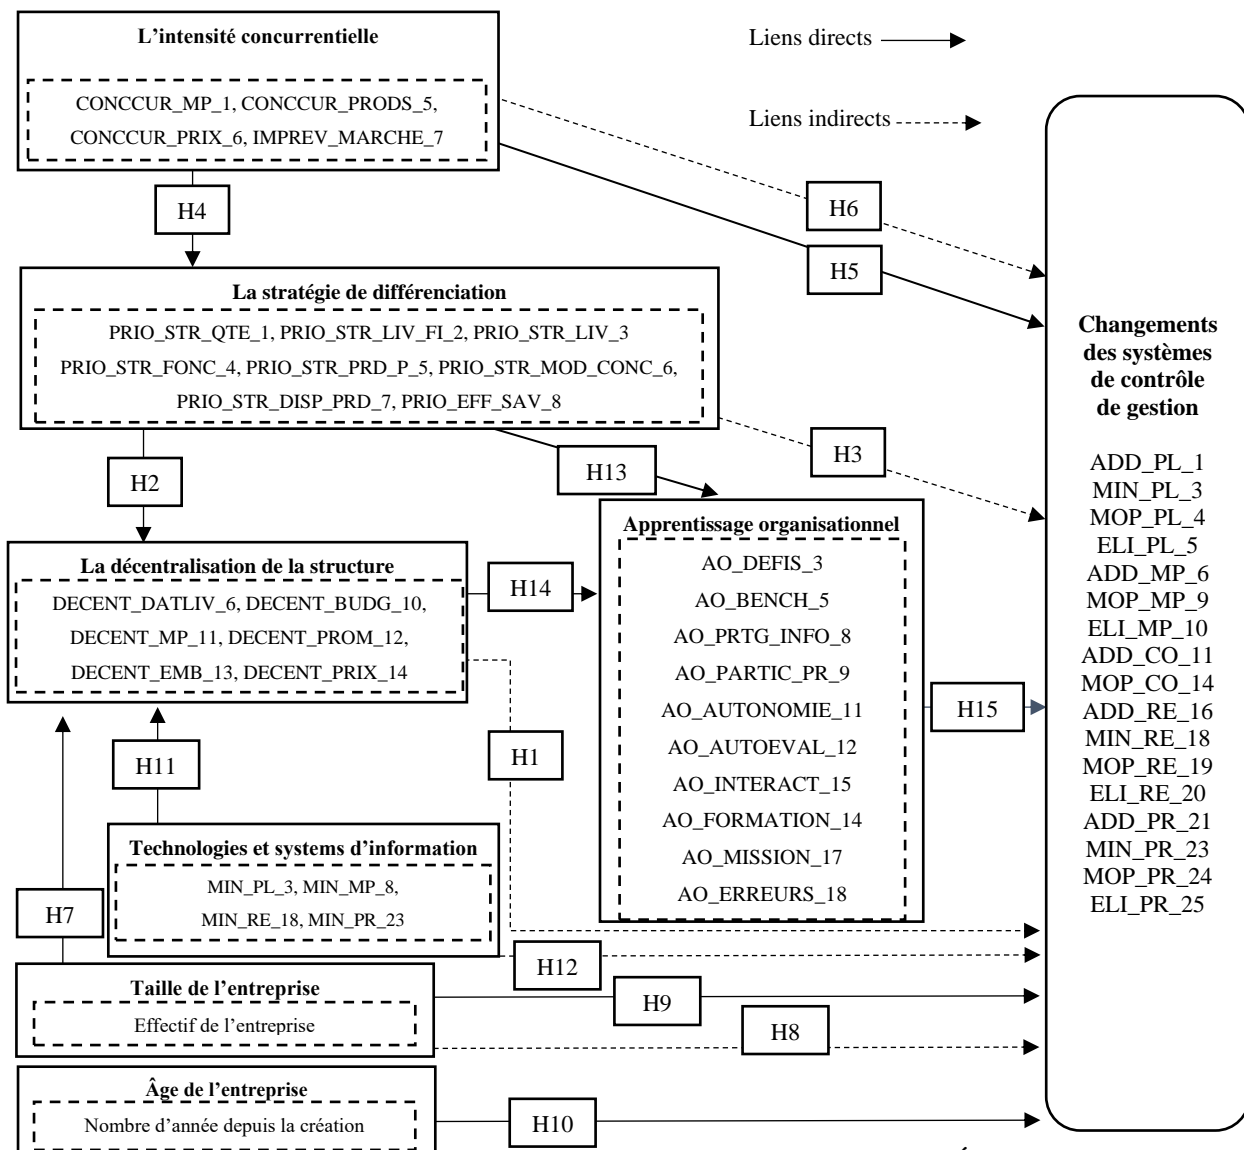 L'intensité concurrentielle
CONCCUR_MP_1, CONCCUR_PRODS_5,
CONCCUR_PRIX_6, IMPREV_MARCHE_7
Liens directs
Liens indirects
H4
H6
H5
La stratégie de différenciation
PRIO_STR_QTE_1, PRIO_STR_LIV_FI_2, PRIO_STR_LIV_3
PRIO_STR_FONC_4, PRIO_STR_PRD_P_5, PRIO_STR_MOD_CONC_6,
PRIO_STR_DISP_PRD_7, PRIO_EFF_SAV_8
H2
H13
H3
La décentralisation de la structure
DECENT_DATLIV_6, DECENT_BUDG_10,
DECENT_MP_11, DECENT_PROM_12,
DECENT_EMB_13, DECENT_PRIX_14
H14
Apprentissage organisationnel
AO_DEFIS_3
AO_BENCH_5
AO_PRTG_INFO_8
AO_PARTIC_PR_9
AO_AUTONOMIE_11
AO_AUTOEVAL_12
AO_INTERACT_15
AO_FORMATION_14
AO_MISSION_17
AO_ERREURS_18
H15
H11
H1
Technologies et systems d'information
MIN_PL_3, MIN_MP_8,
MIN_RE_18, MIN_PR_23
H7
H12
Taille de l'entreprise
Effectif de l'entreprise
H9
H8
Âge de l'entreprise
Nombre d'année depuis la création
H10
Changements
des systèmes
de contrôle
de gestion
ADD_PL_1
MIN_PL_3
MOP_PL_4
ELI_PL_5
ADD_MP_6
MOP_MP_9
ELI_MP_10
ADD_CO_11
MOP_CO_14
ADD_RE_16
MIN_RE_18
MOP_RE_19
ELI_RE_20
ADD_PR_21
MIN_PR_23
MOP_PR_24
ELI_PR_25